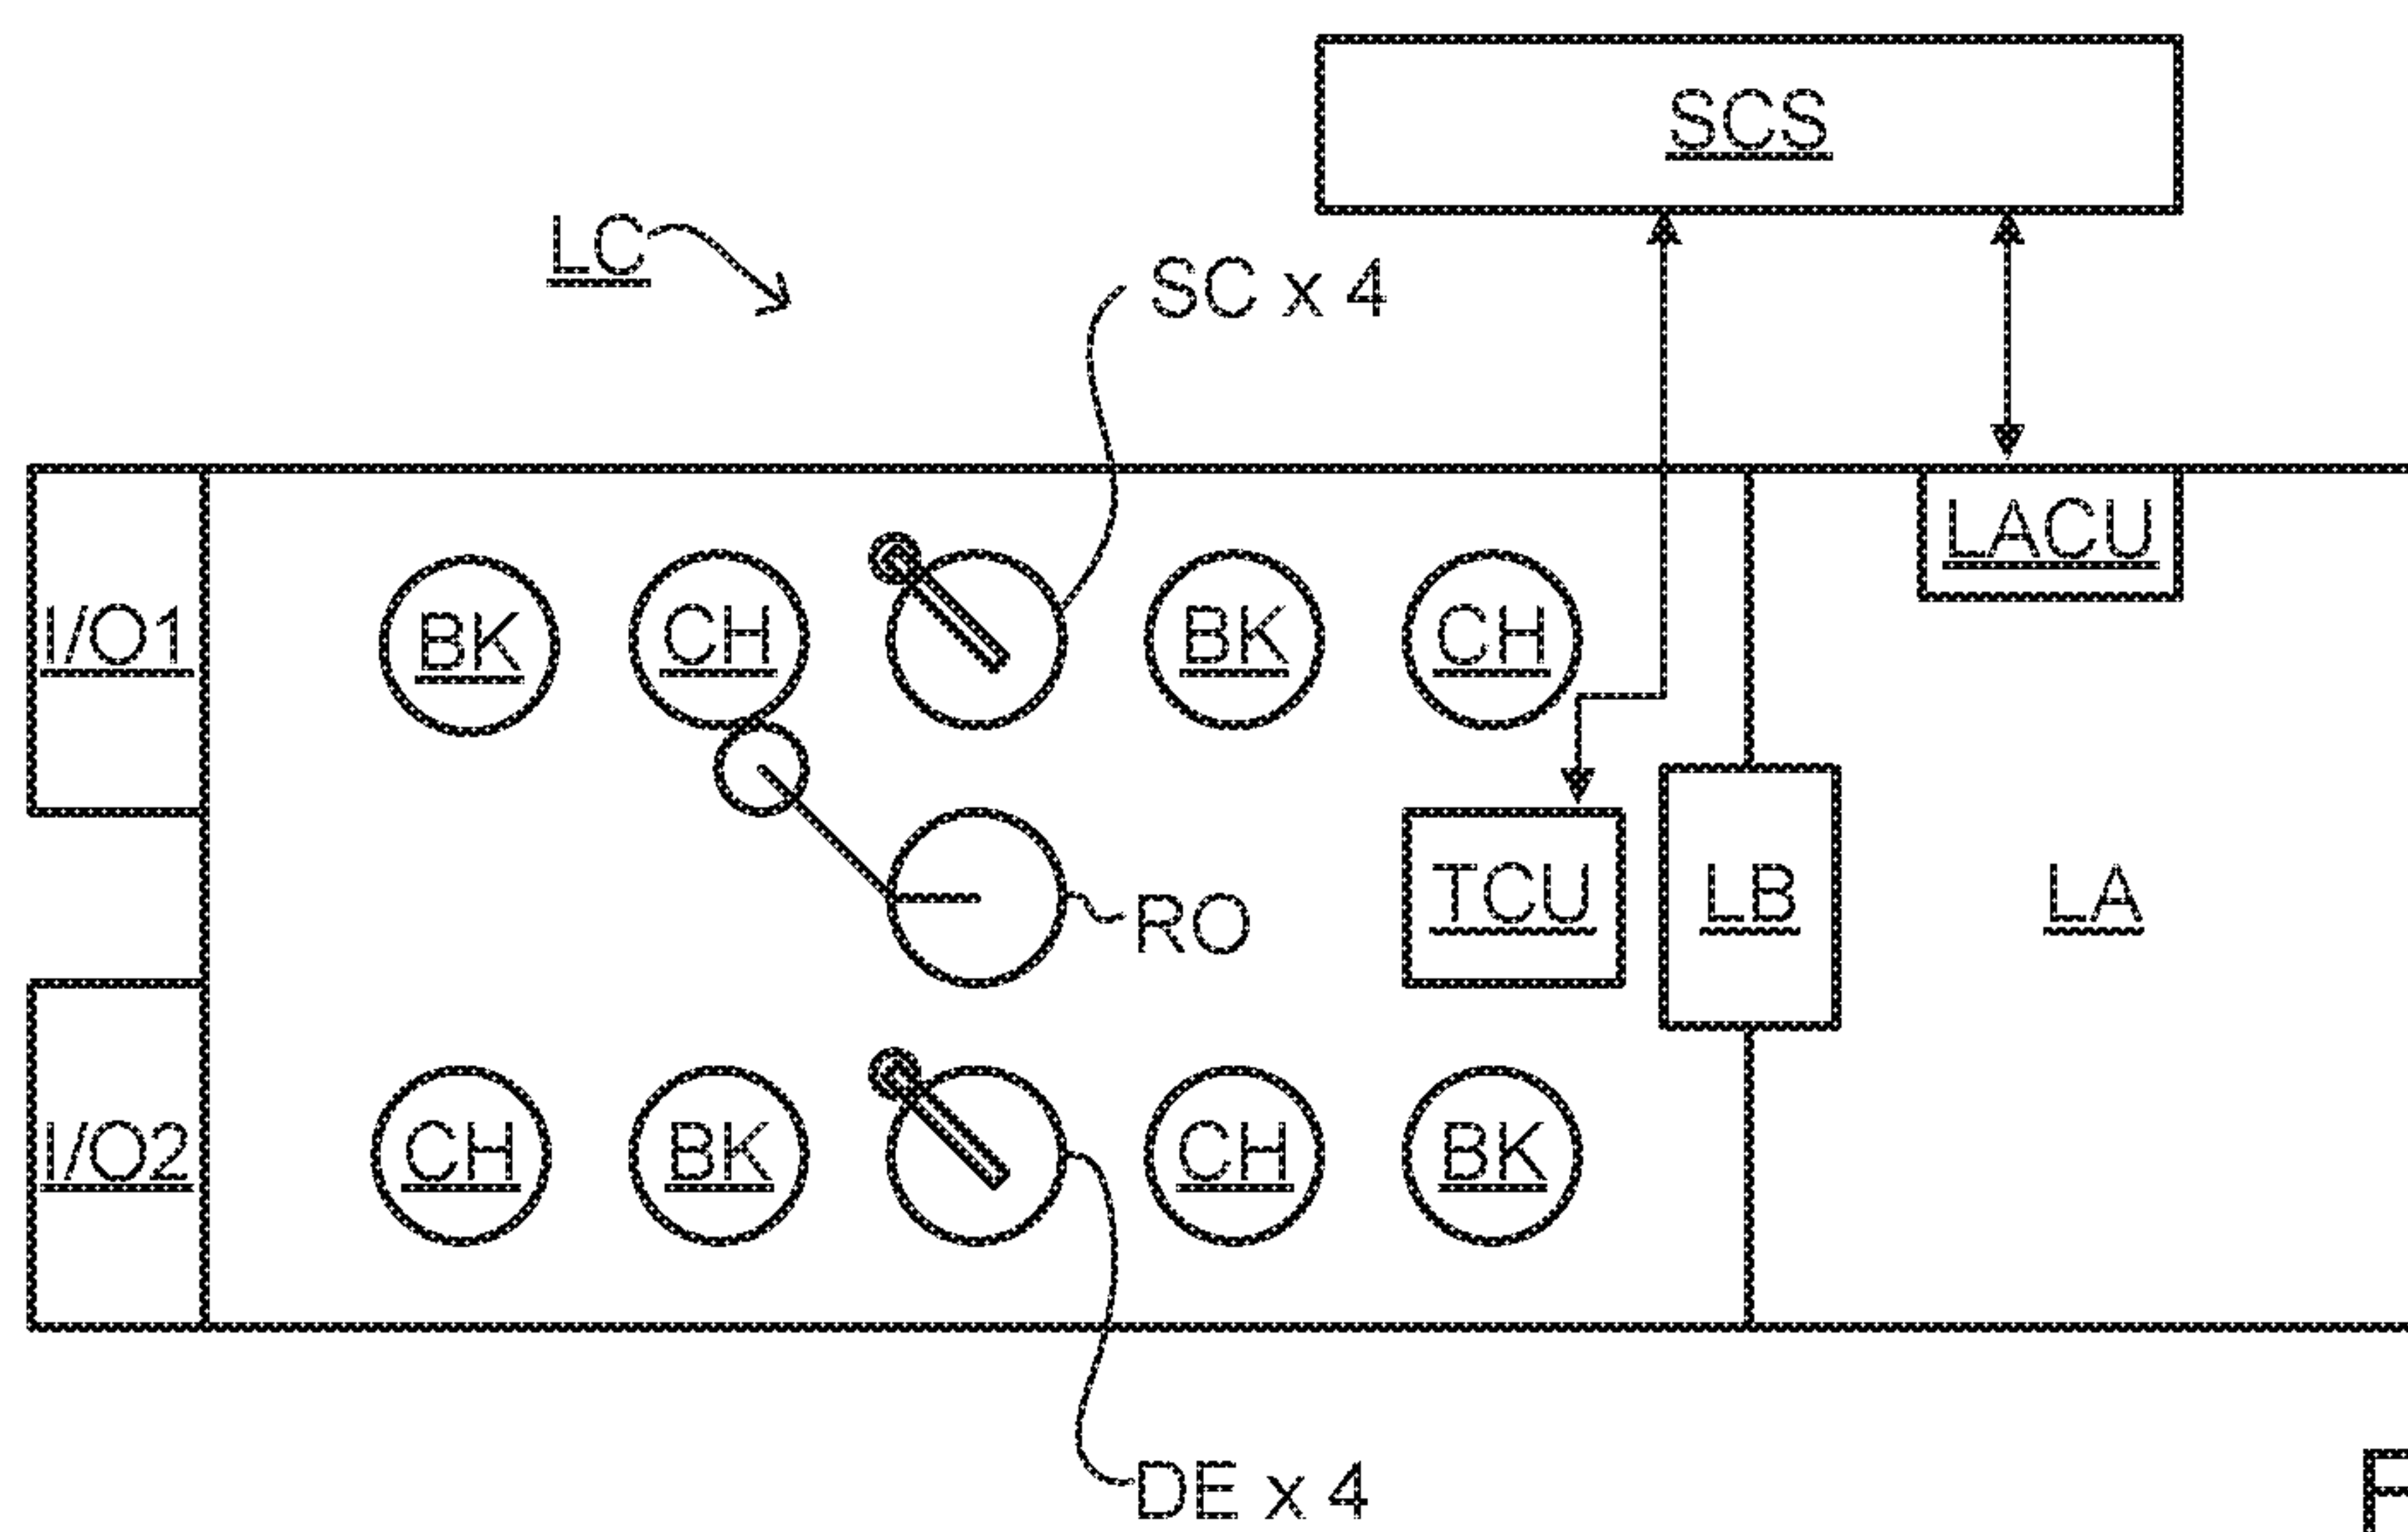 SCS
LC
SC x 4
LACU
I/O1
BK
CH
BK
CH
TCU
LB
LA
RO
I/O2
CH
BK
CH
BK
DE x 4